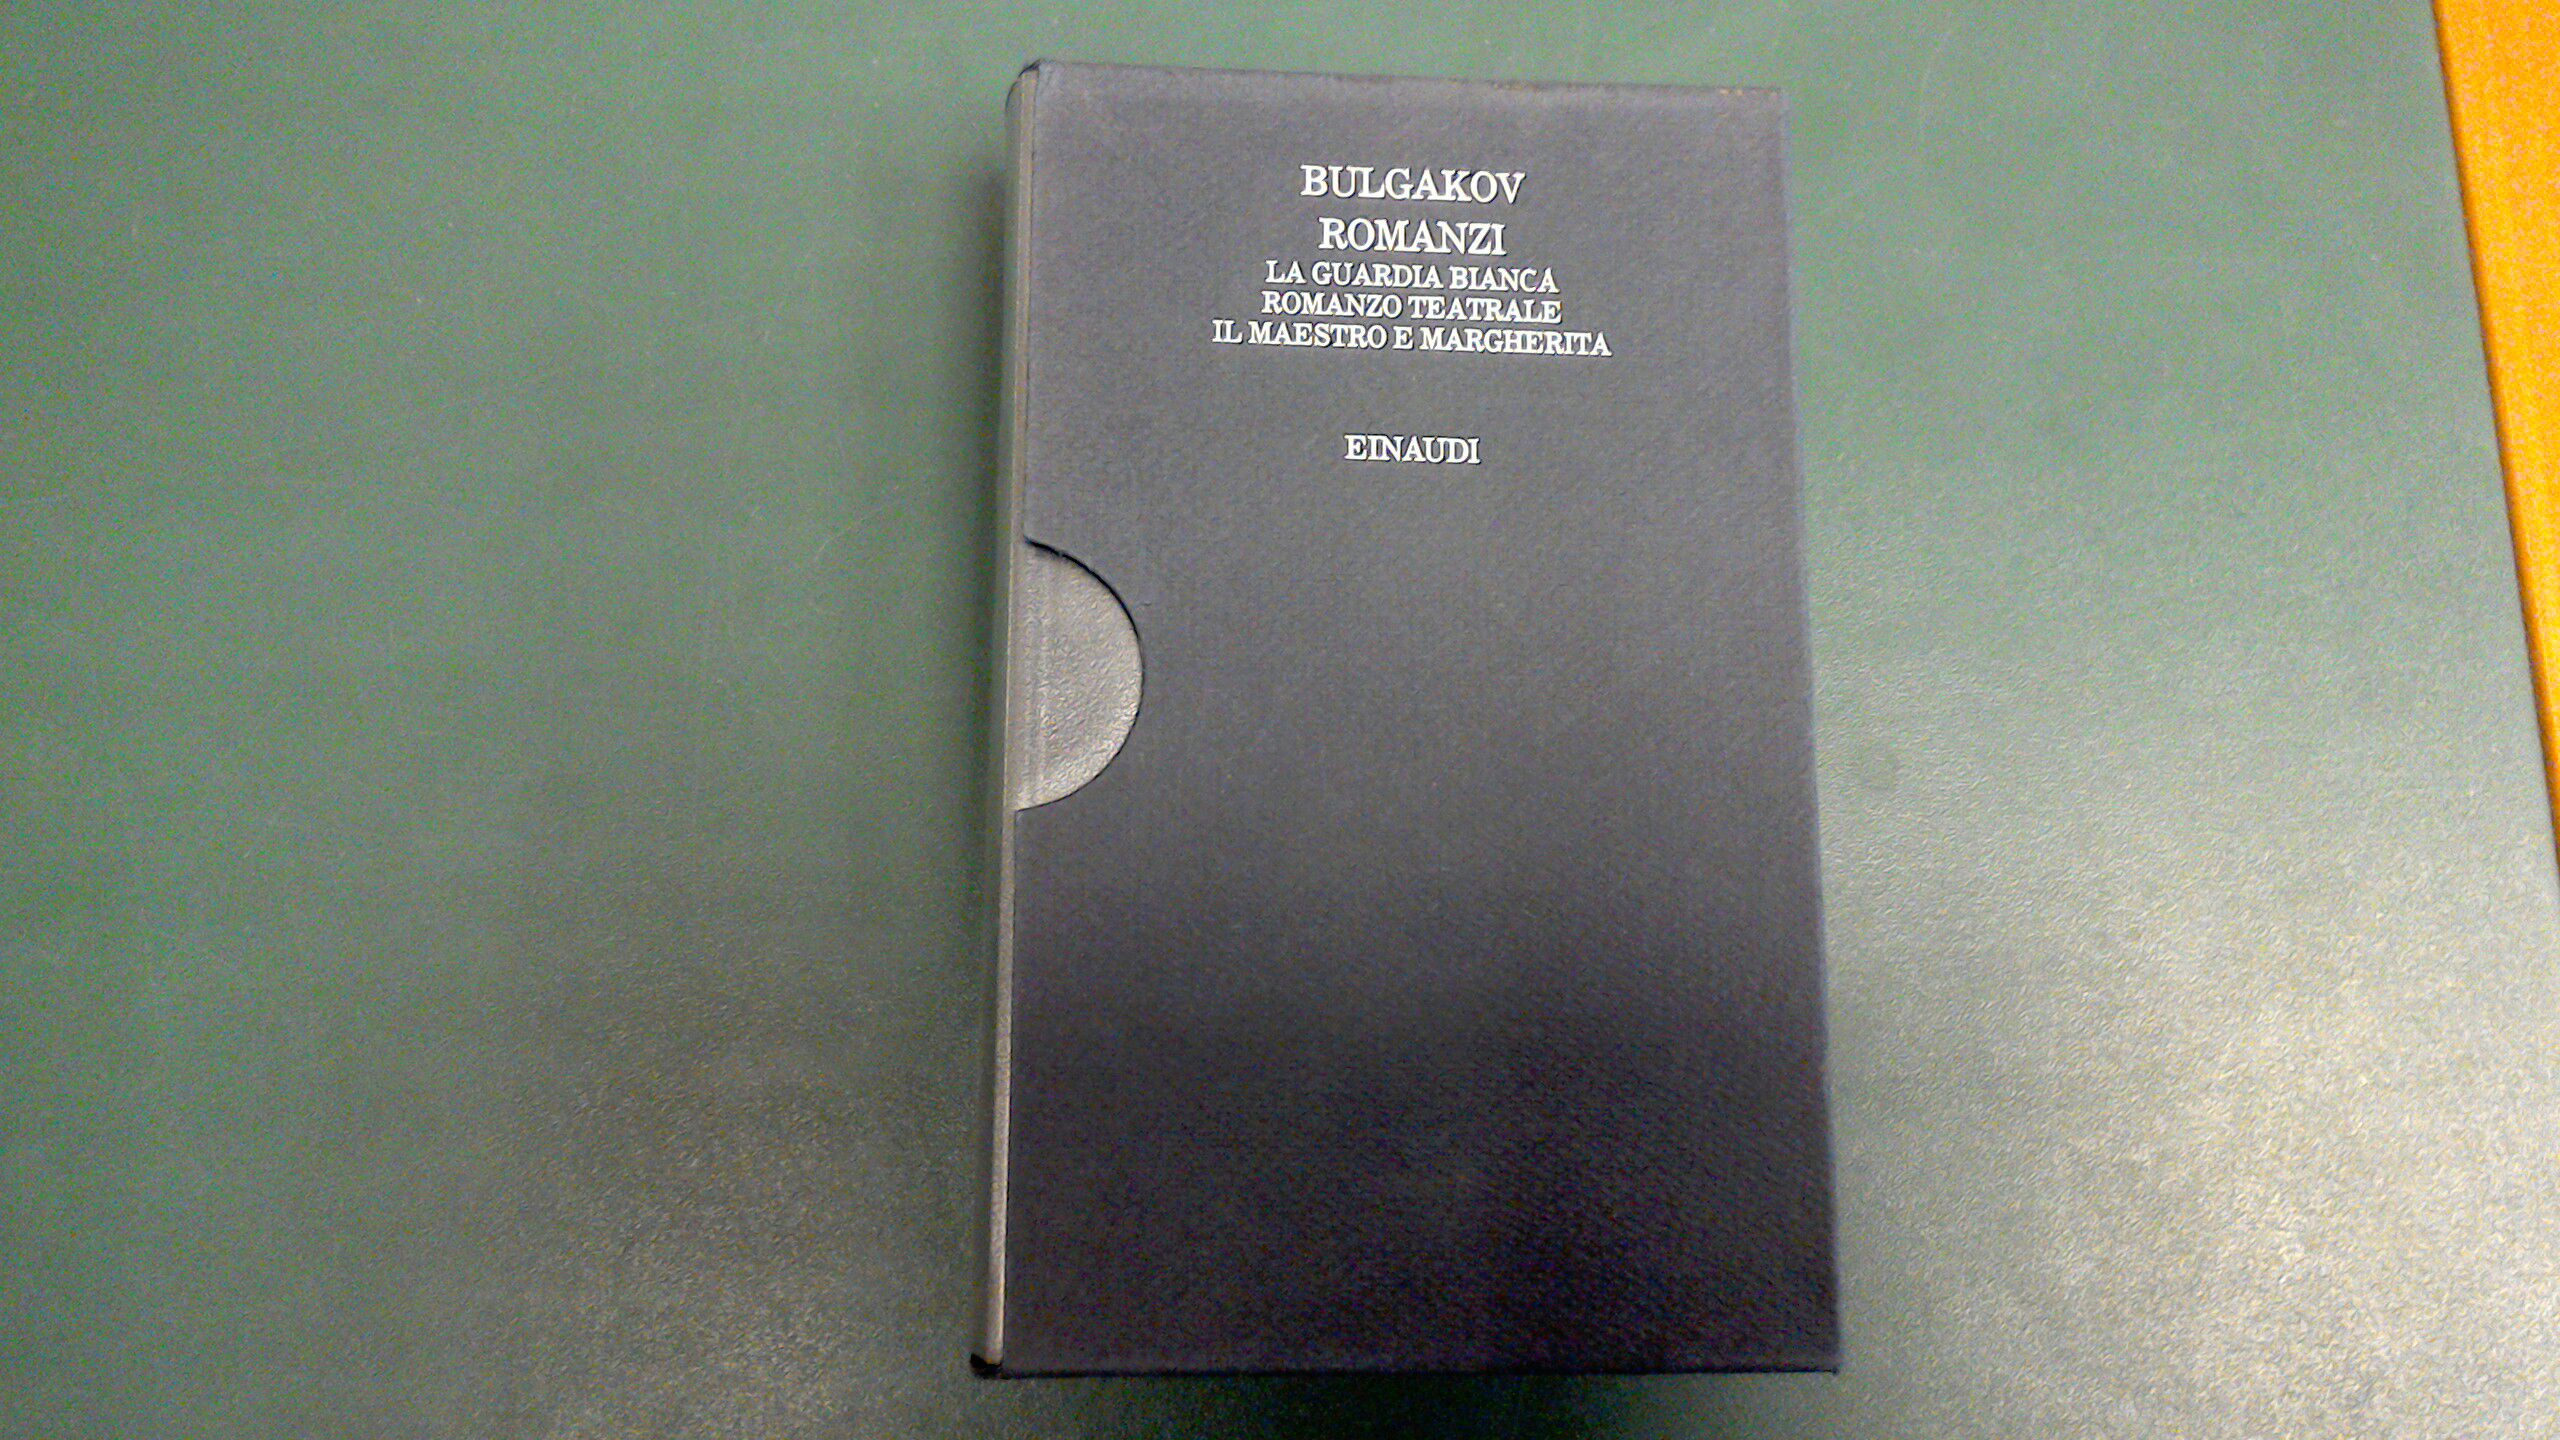 BULGAKOV
ROMANZI
LA GUARDIA BIANCA
ROMANZO TEATRALE
IL MAESTRO E MARGHERITA
EINAUDI